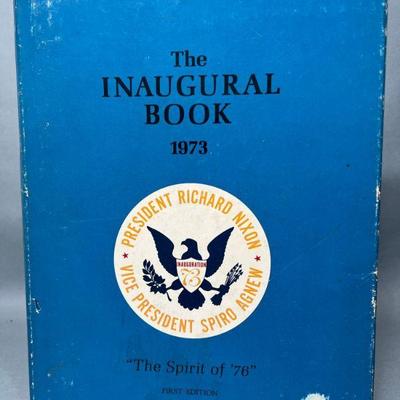 The
INAUGURAL
BOOK
1973
PRESIDENT RICHARD NIXON
INAUGURATION
73
VICE PRESIDENT SPIRO AGNEW
"The Spirit of '76"
FIRST EDITION